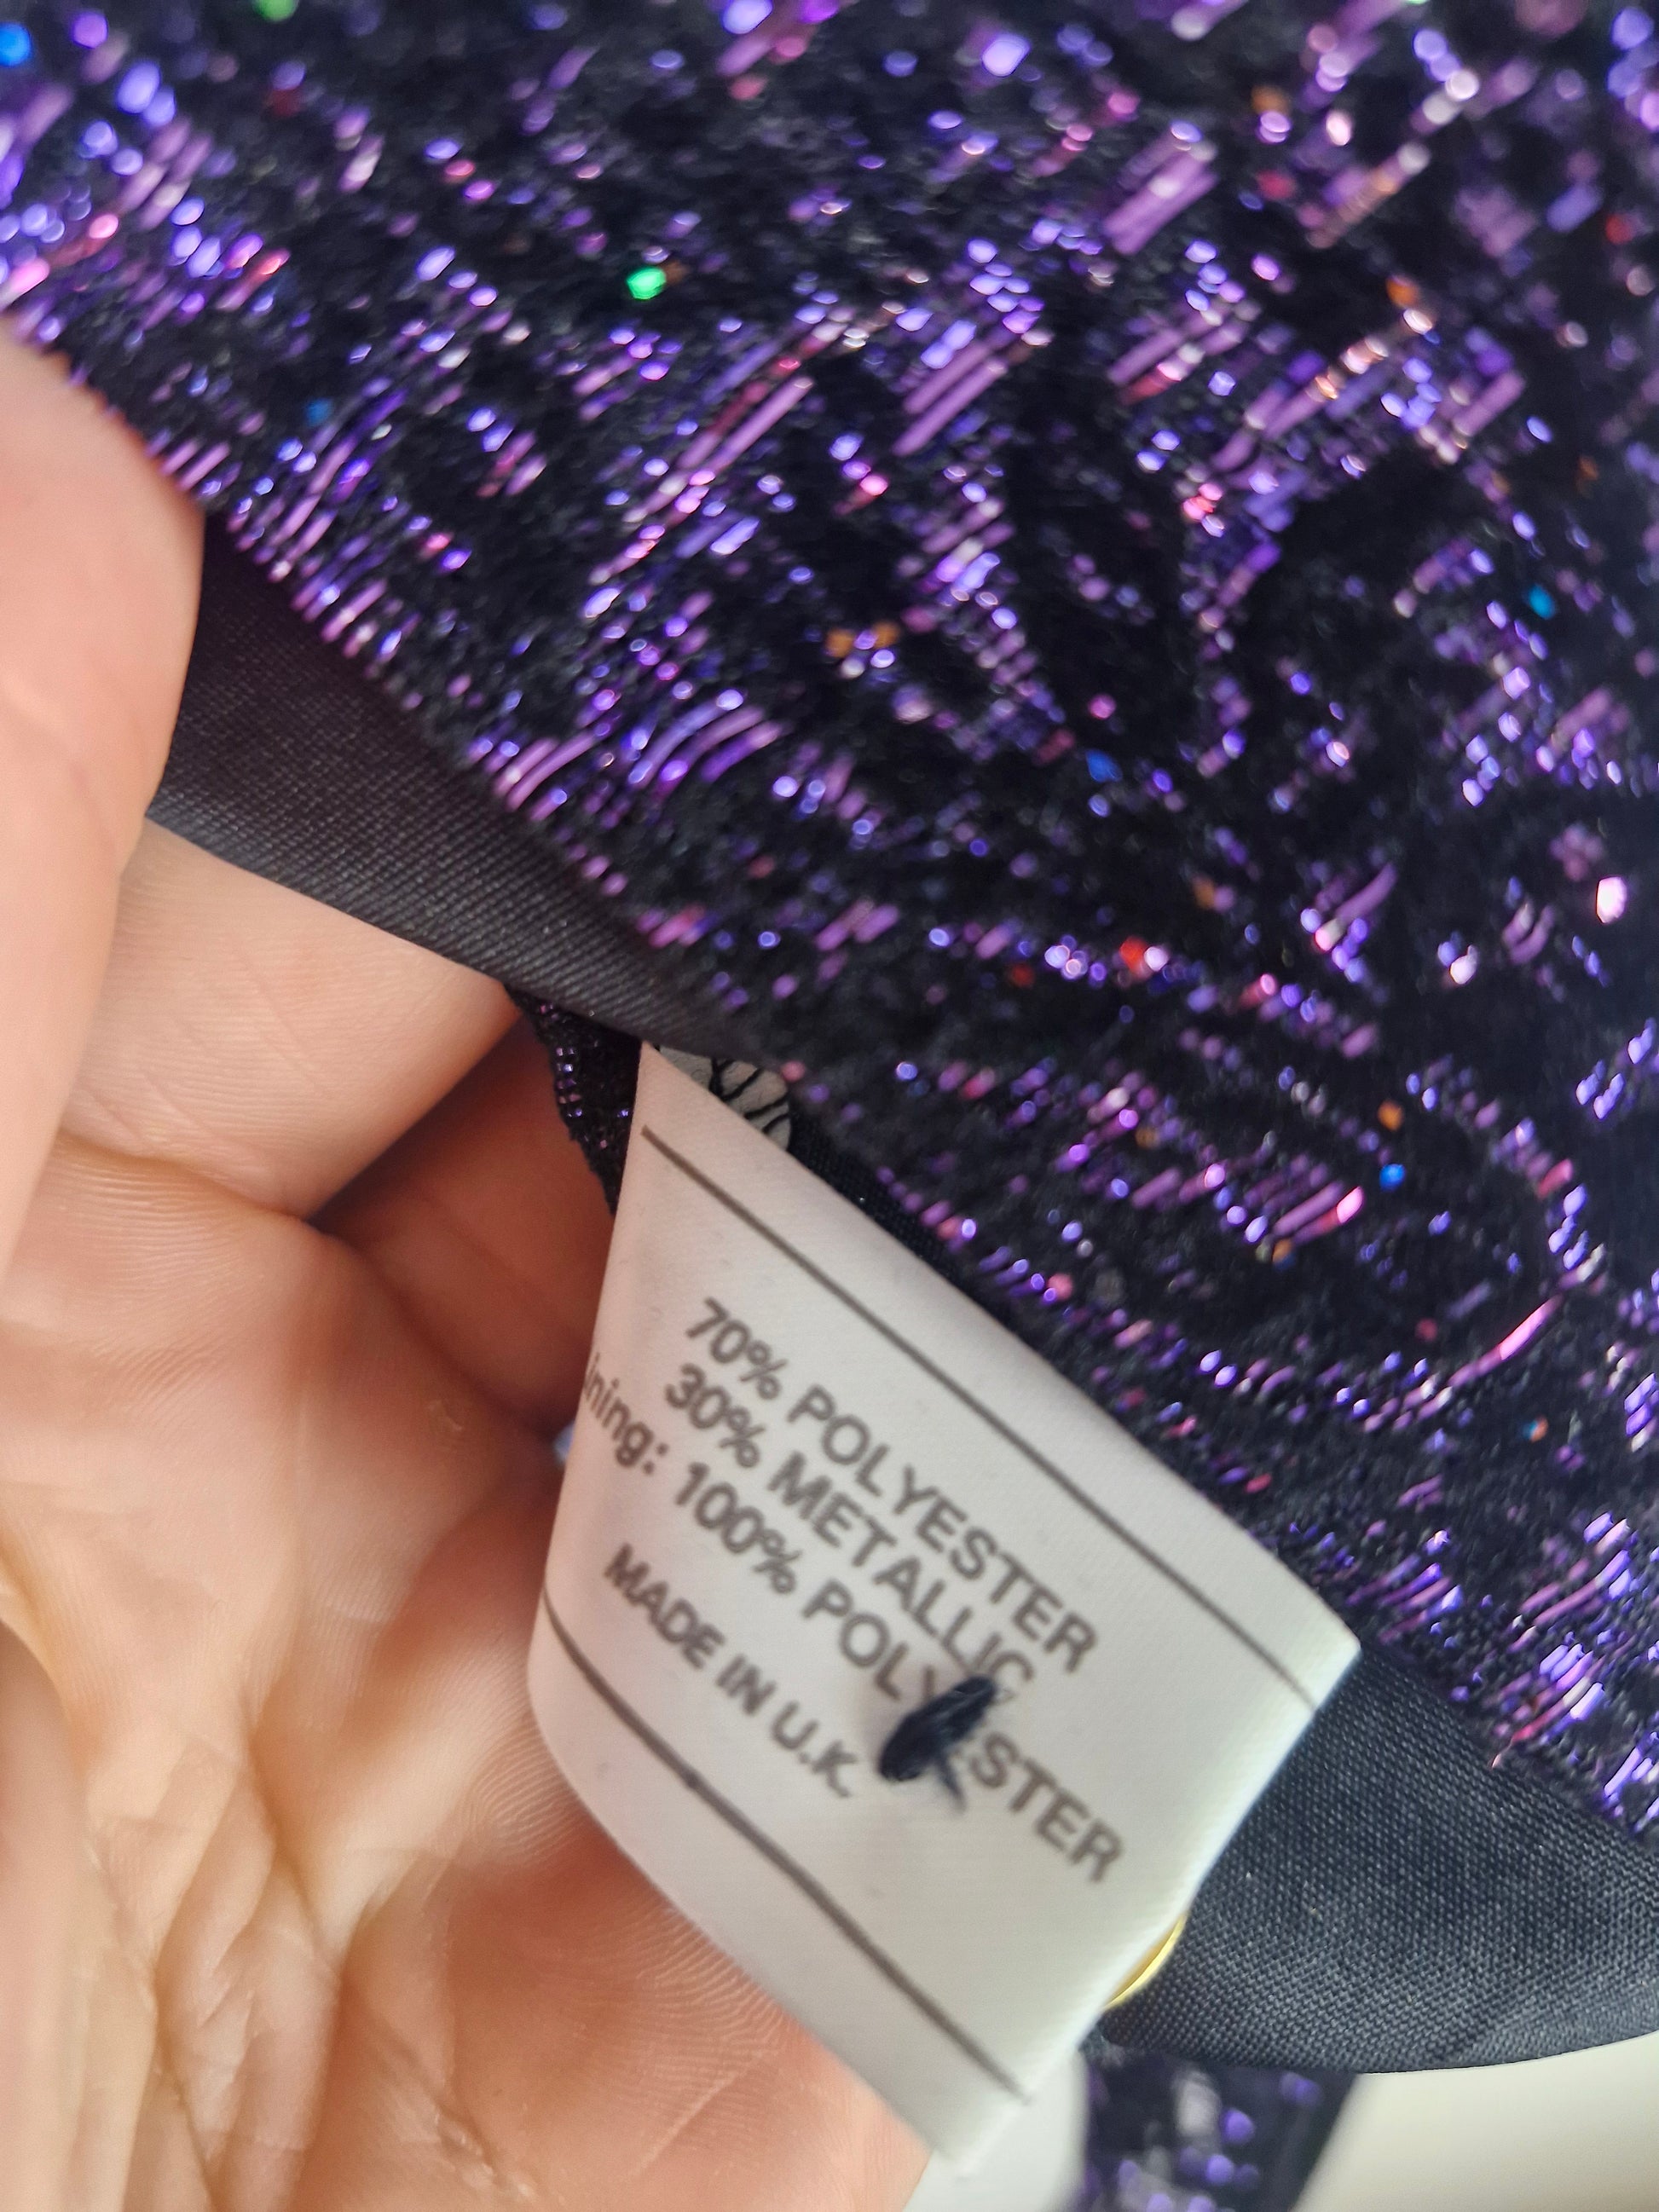 70% POLYESTER
30% METALLIC
Lining: 100% POLYESTER
MADE IN U.K.